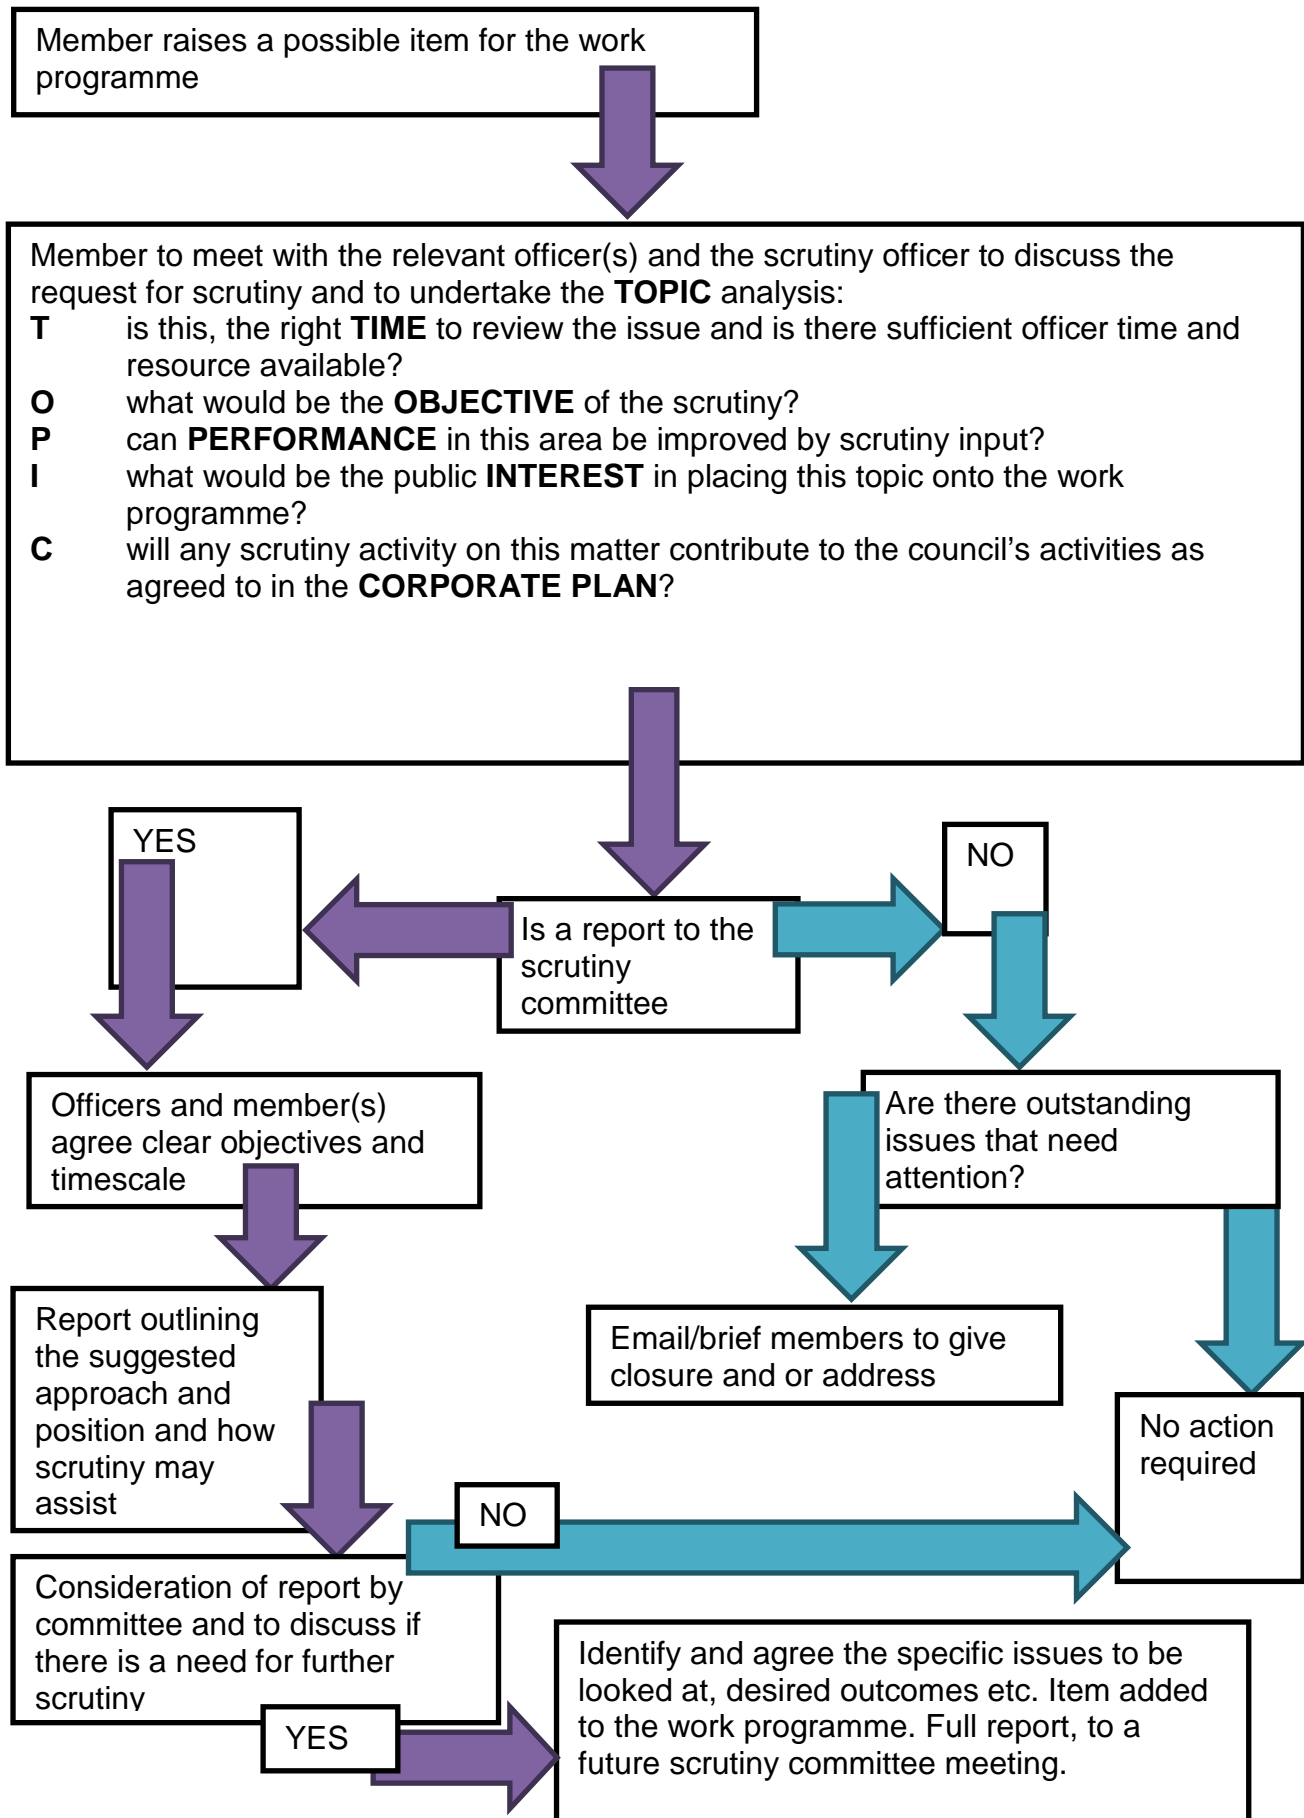 Member raises a possible item for the work
programme
Member to meet with the relevant officer(s) and the scrutiny officer to discuss the
request for scrutiny and to undertake the TOPIC analysis:
T is this, the right TIME to review the issue and is there sufficient officer time and
resource available?
O what would be the OBJECTIVE of the scrutiny?
P can PERFORMANCE in this area be improved by scrutiny input?
I what would be the public INTEREST in placing this topic onto the work
programme?
C will any scrutiny activity on this matter contribute to the council’s activities as
agreed to in the CORPORATE PLAN?
YES
NO
Is a report to the
scrutiny
committee
Officers and member(s)
agree clear objectives and
timescale
Are there outstanding
issues that need
attention?
Report outlining
the suggested
approach and
position and how
scrutiny may
assist
Email/brief members to give
closure and or address
No action
required
NO
Consideration of report by
committee and to discuss if
there is a need for further
scrutiny
YES
Identify and agree the specific issues to be
looked at, desired outcomes etc. Item added
to the work programme. Full report, to a
future scrutiny committee meeting.